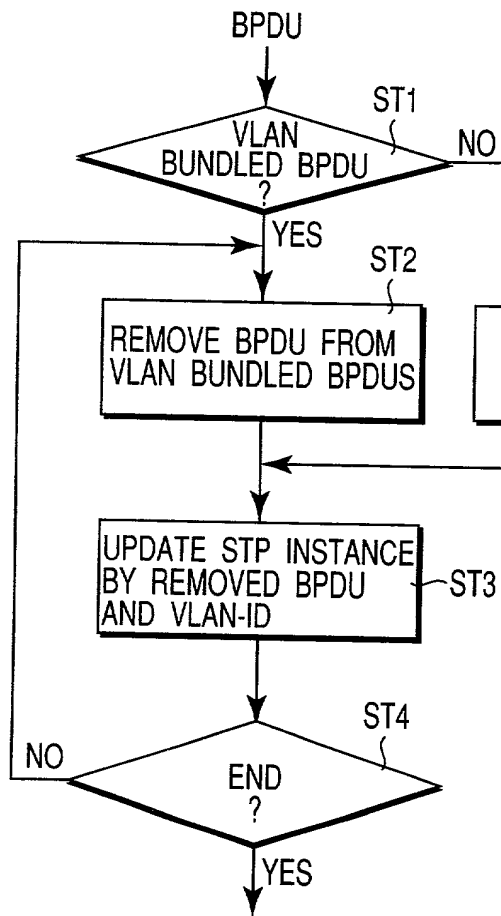 BPDU
ST1
VLAN
BUNDLED BPDU
?
NO
YES
ST2
REMOVE BPDU FROM
VLAN BUNDLED BPDUS
UPDATE STP INSTANCE
BY REMOVED BPDU
AND VLAN-ID
ST3
ST4
NO
END
?
YES